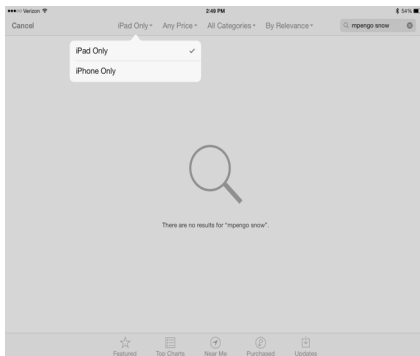 Verizon 2:49 PM 54%
Cancel iPad Only Any Price All Categories By Relevance mpengo snow
iPad Only
iPhone Only
There are no results for "mpengo snow".
Featured Top Charts Near Me Purchased Updates